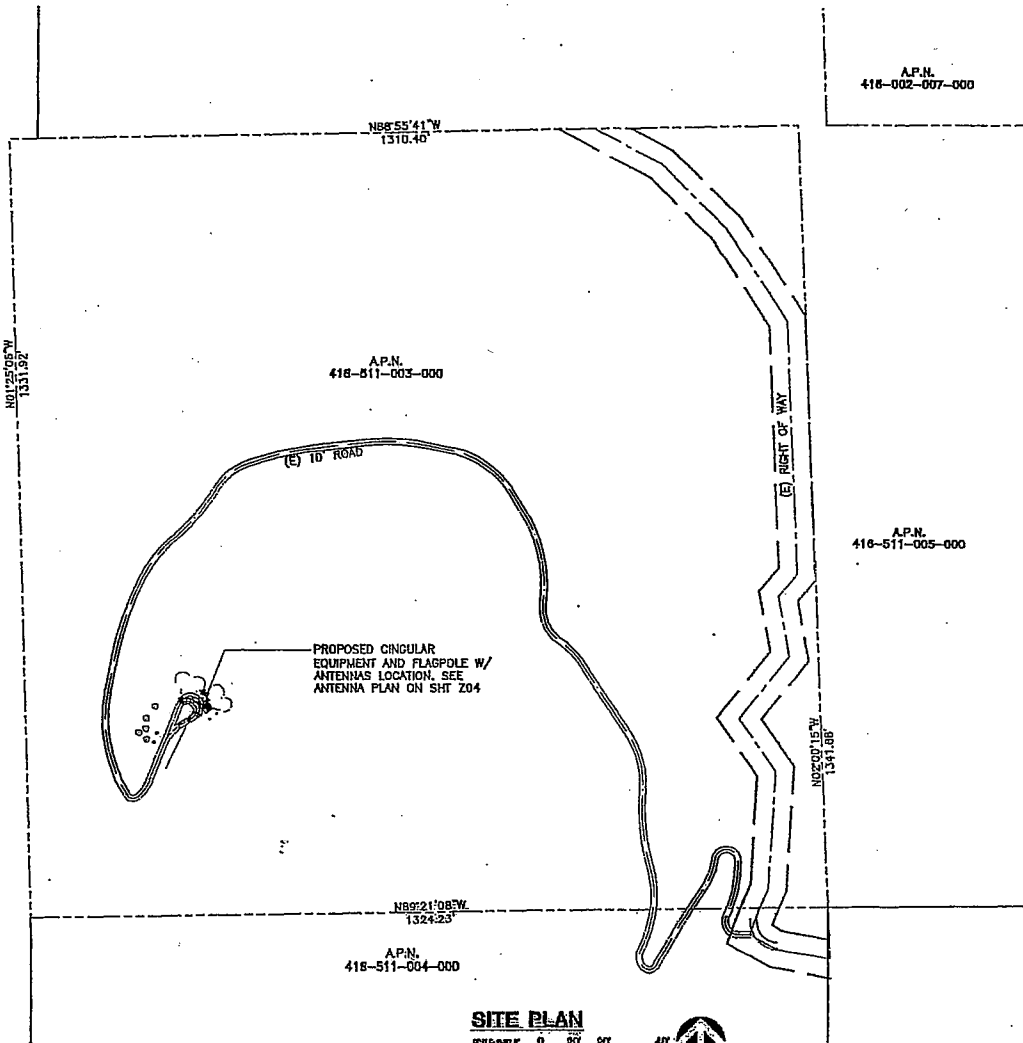 A.P.N.
416-002-007-000
N88°55'41"W
1310.40'
N01°25'05"W
1331.92'
A.P.N.
416-511-003-000
(E) 10' ROAD
(E) RIGHT OF WAY
A.P.N.
416-511-005-000
PROPOSED CINGULAR
EQUIPMENT AND FLAGPOLE W/
ANTENNAS LOCATION, SEE
ANTENNA PLAN ON SHT Z04
N02°00'15"W
1341.88'
N89°21'08"W
1324.23'
A.P.N.
416-511-004-000
SITE PLAN